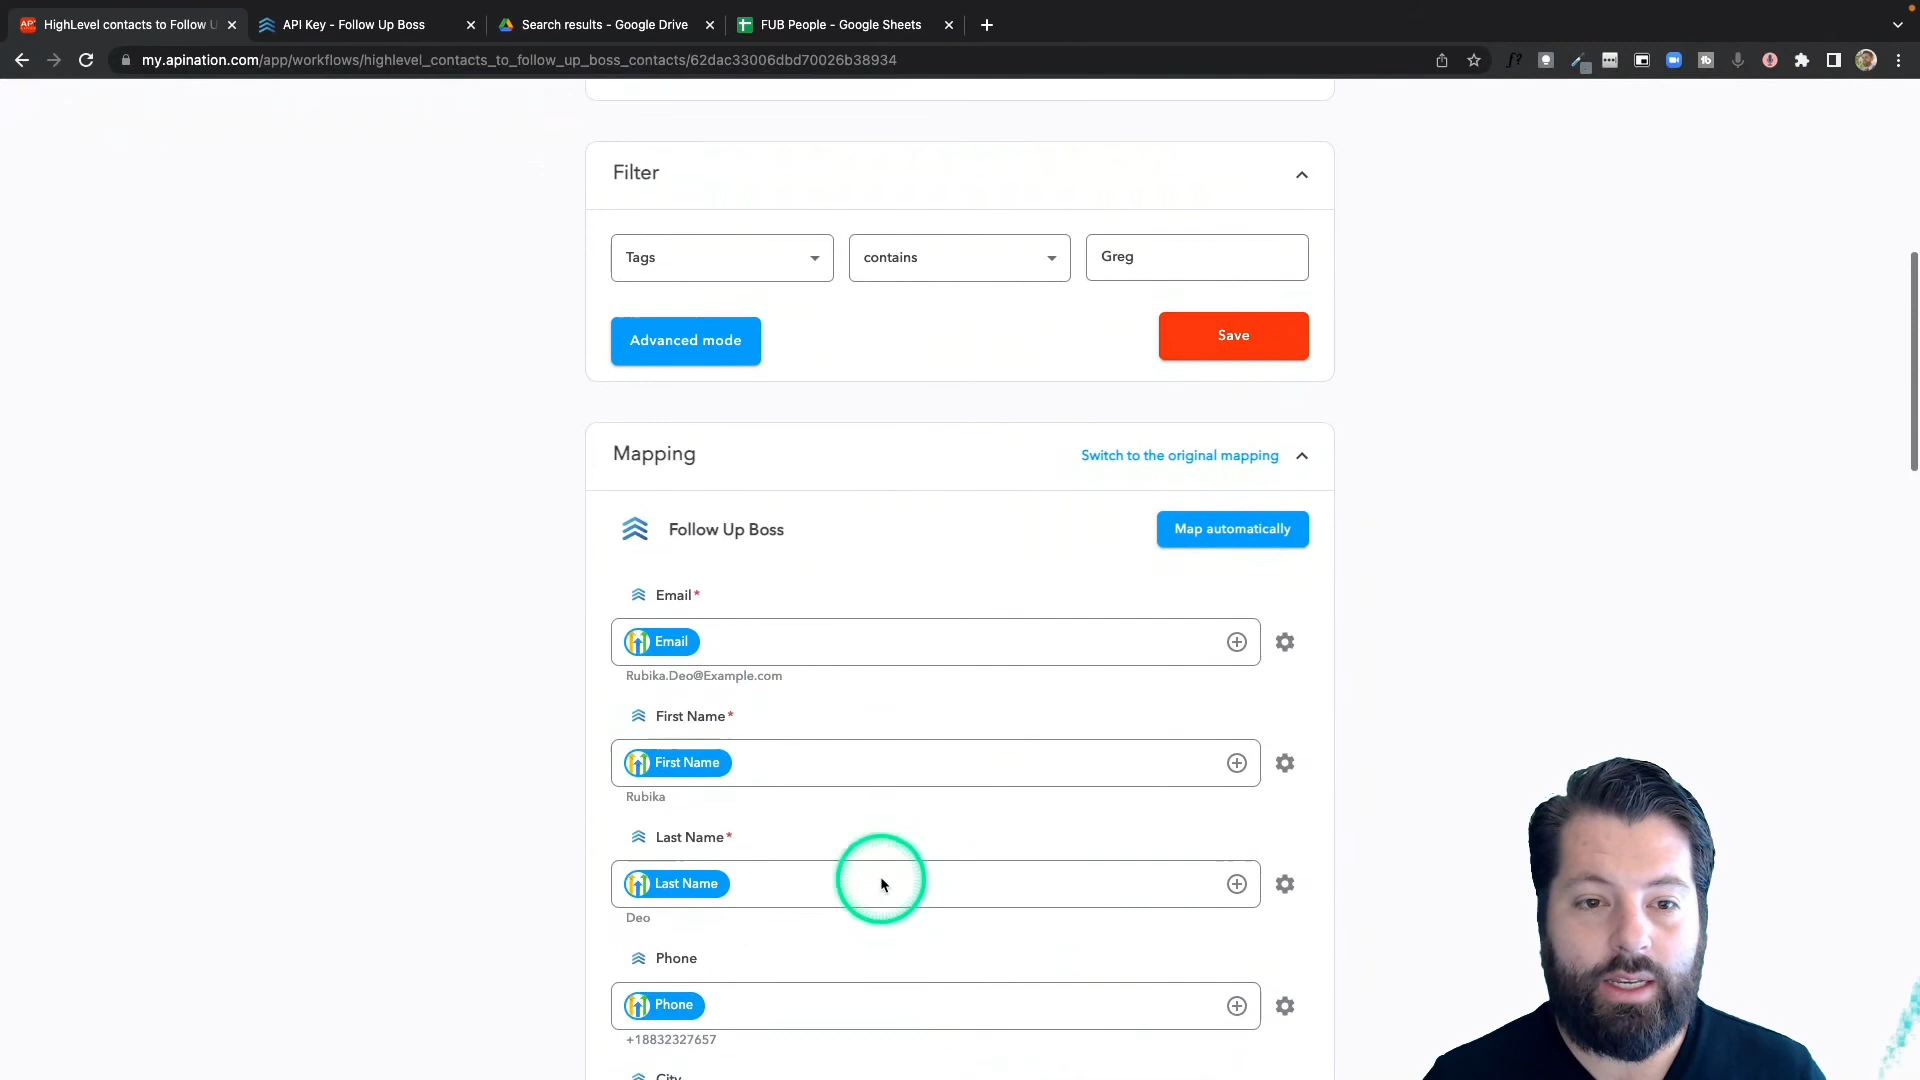 HighLevel contacts to Follow U
API Key - Follow Up Boss
Search results - Google Drive
FUB People - Google Sheets
my.apination.com/app/workflows/highlevel_contacts_to_follow_up_boss_contacts/62dac33006dbd70026b38934
Filter
Tags
contains
Greg
Advanced mode
Save
Mapping
Switch to the original mapping
Follow Up Boss
Map automatically
Email*
Email
Rubika.Deo@Example.com
First Name*
First Name
Rubika
Last Name*
Last Name
Deo
Phone
Phone
+18832327657
City